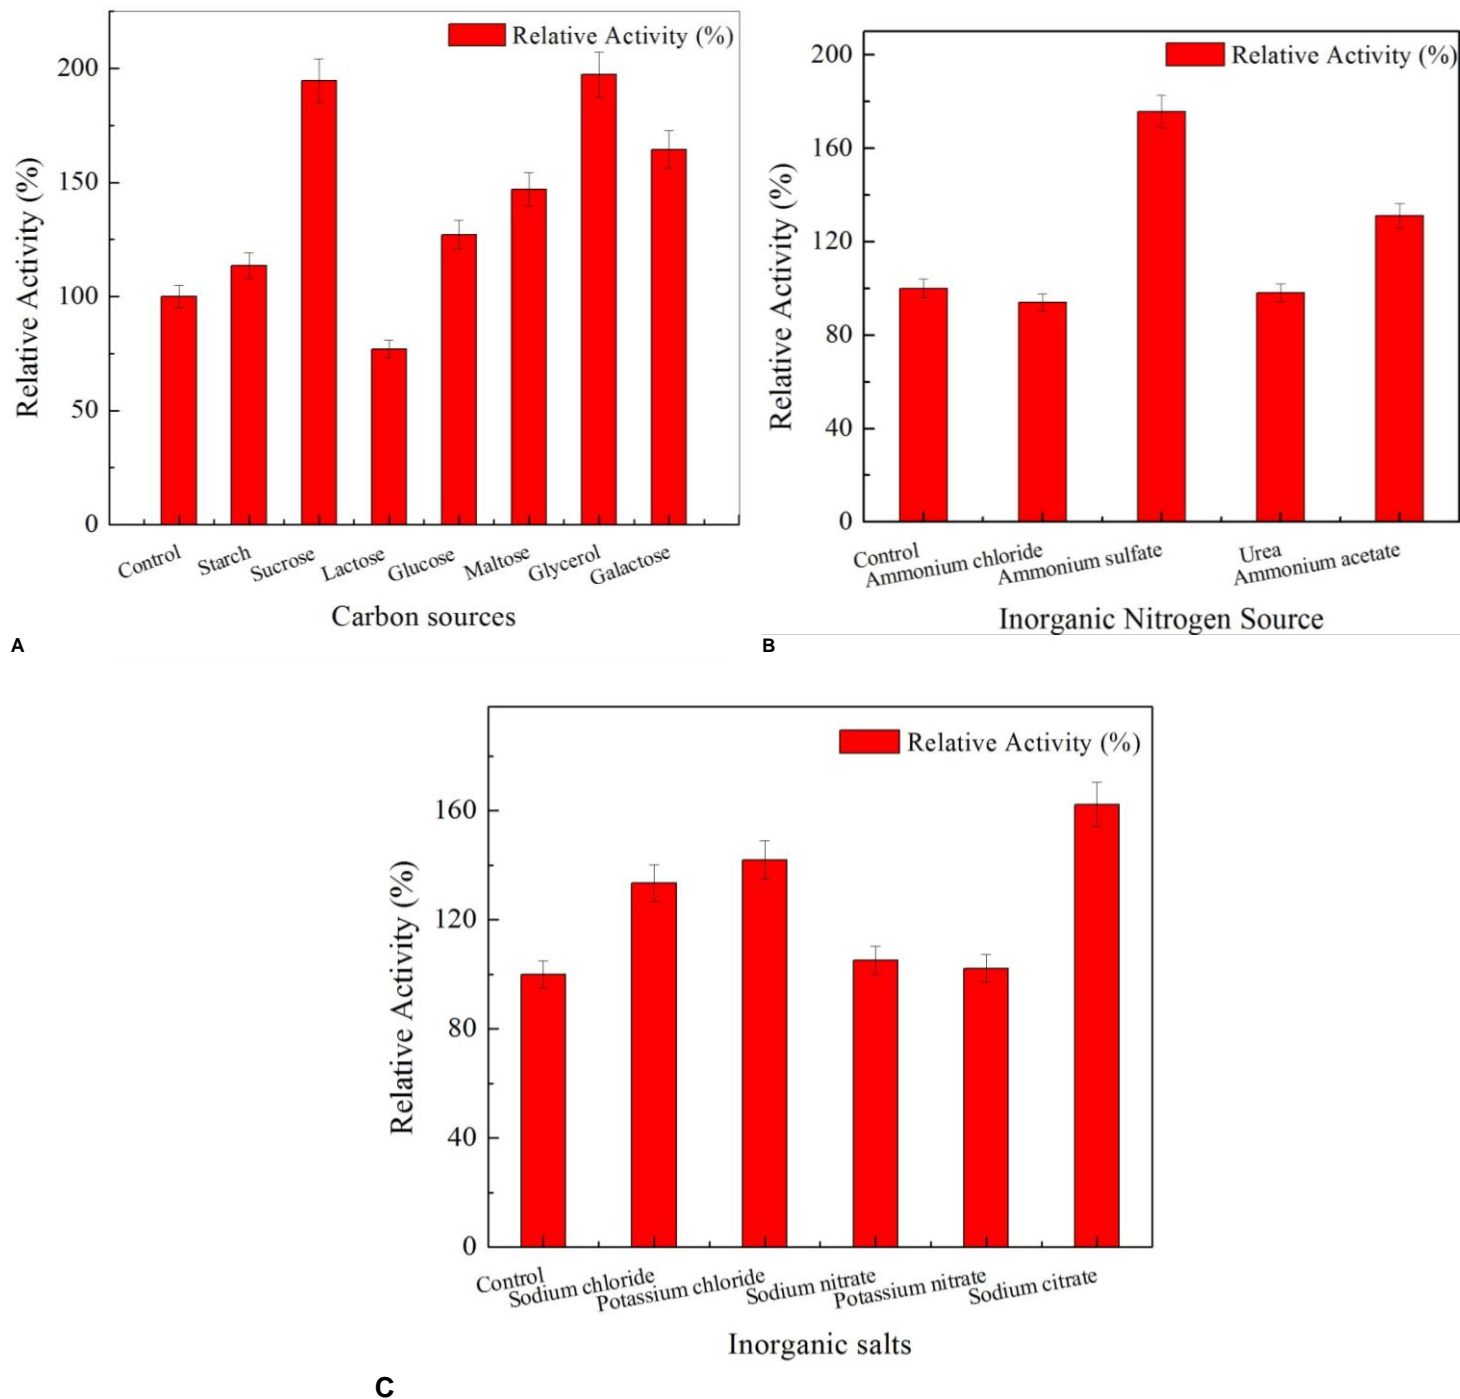 Relative Activity (%)
200
150
100
50
0
Relative Activity (%)
Control
Starch
Sucrose
Lactose
Glucose
Maltose
Glycerol
Galactose
Carbon sources
A
Relative Activity (%)
200
160
120
80
40
0
Relative Activity (%)
Control
Ammonium chloride
Ammonium sulfate
Urea
Ammonium acetate
Inorganic Nitrogen Source
B
Relative Activity (%)
160
120
80
40
0
Relative Activity (%)
Control
Sodium chloride
Potassium chloride
Sodium nitrate
Potassium nitrate
Sodium citrate
Inorganic salts
C